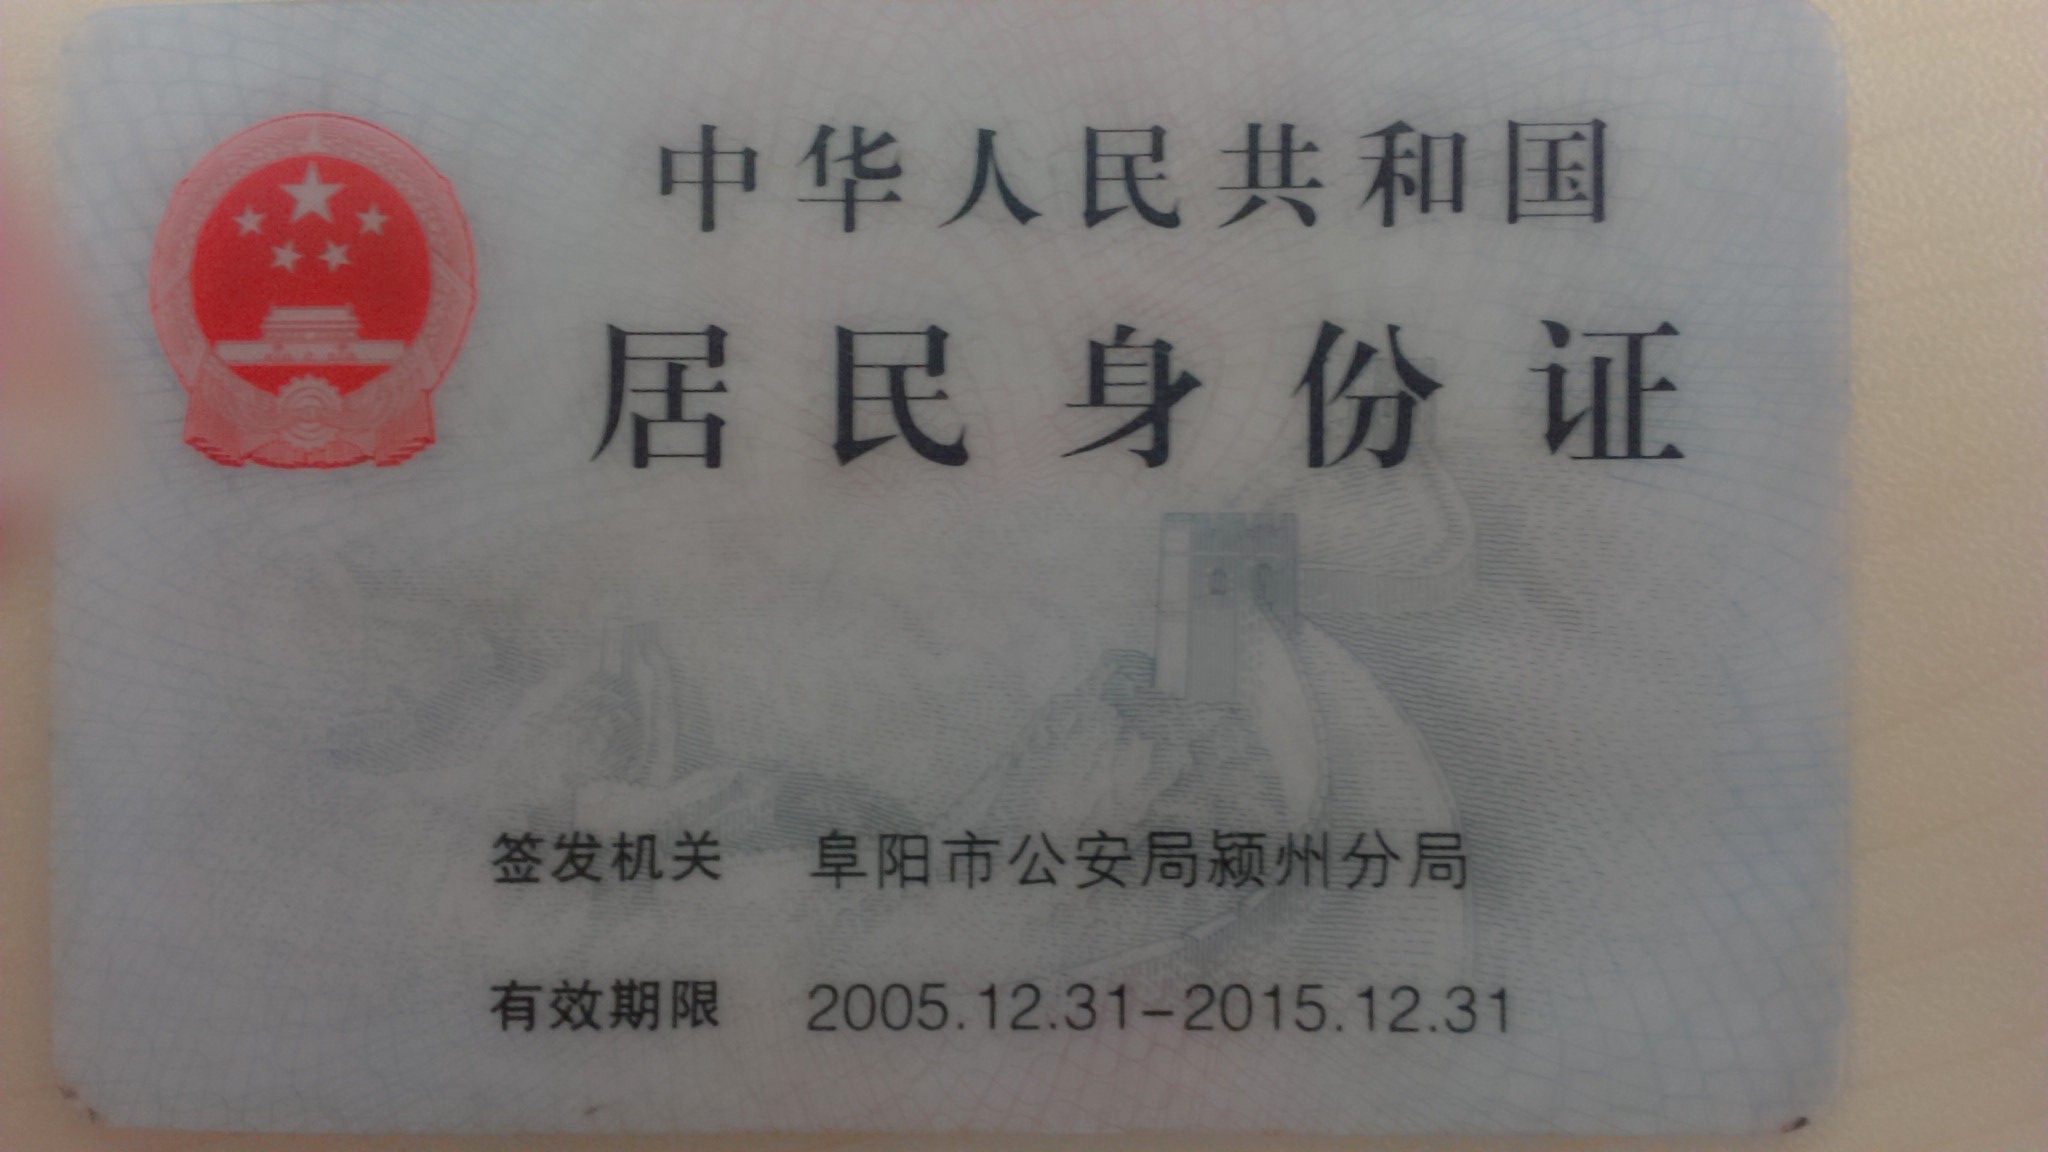 中华人民共和国
居民身份证
签发机关 阜阳市公安局颍州分局
有效期限 2005.12.31-2015.12.31